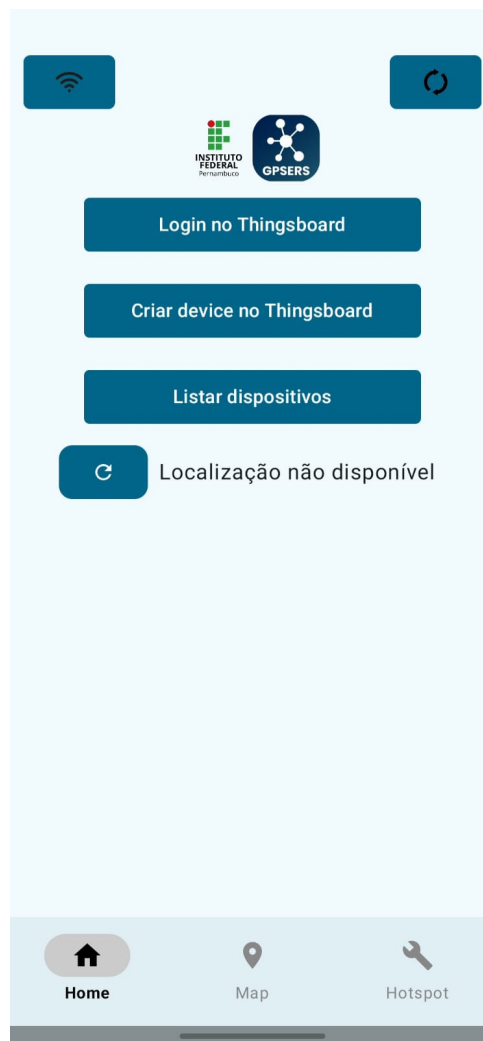 INSTITUTO
FEDERAL
Pernambuco
GPSERS
Login no Thingsboard
Criar device no Thingsboard
Listar dispositivos
Localização não disponível
Home
Map
Hotspot